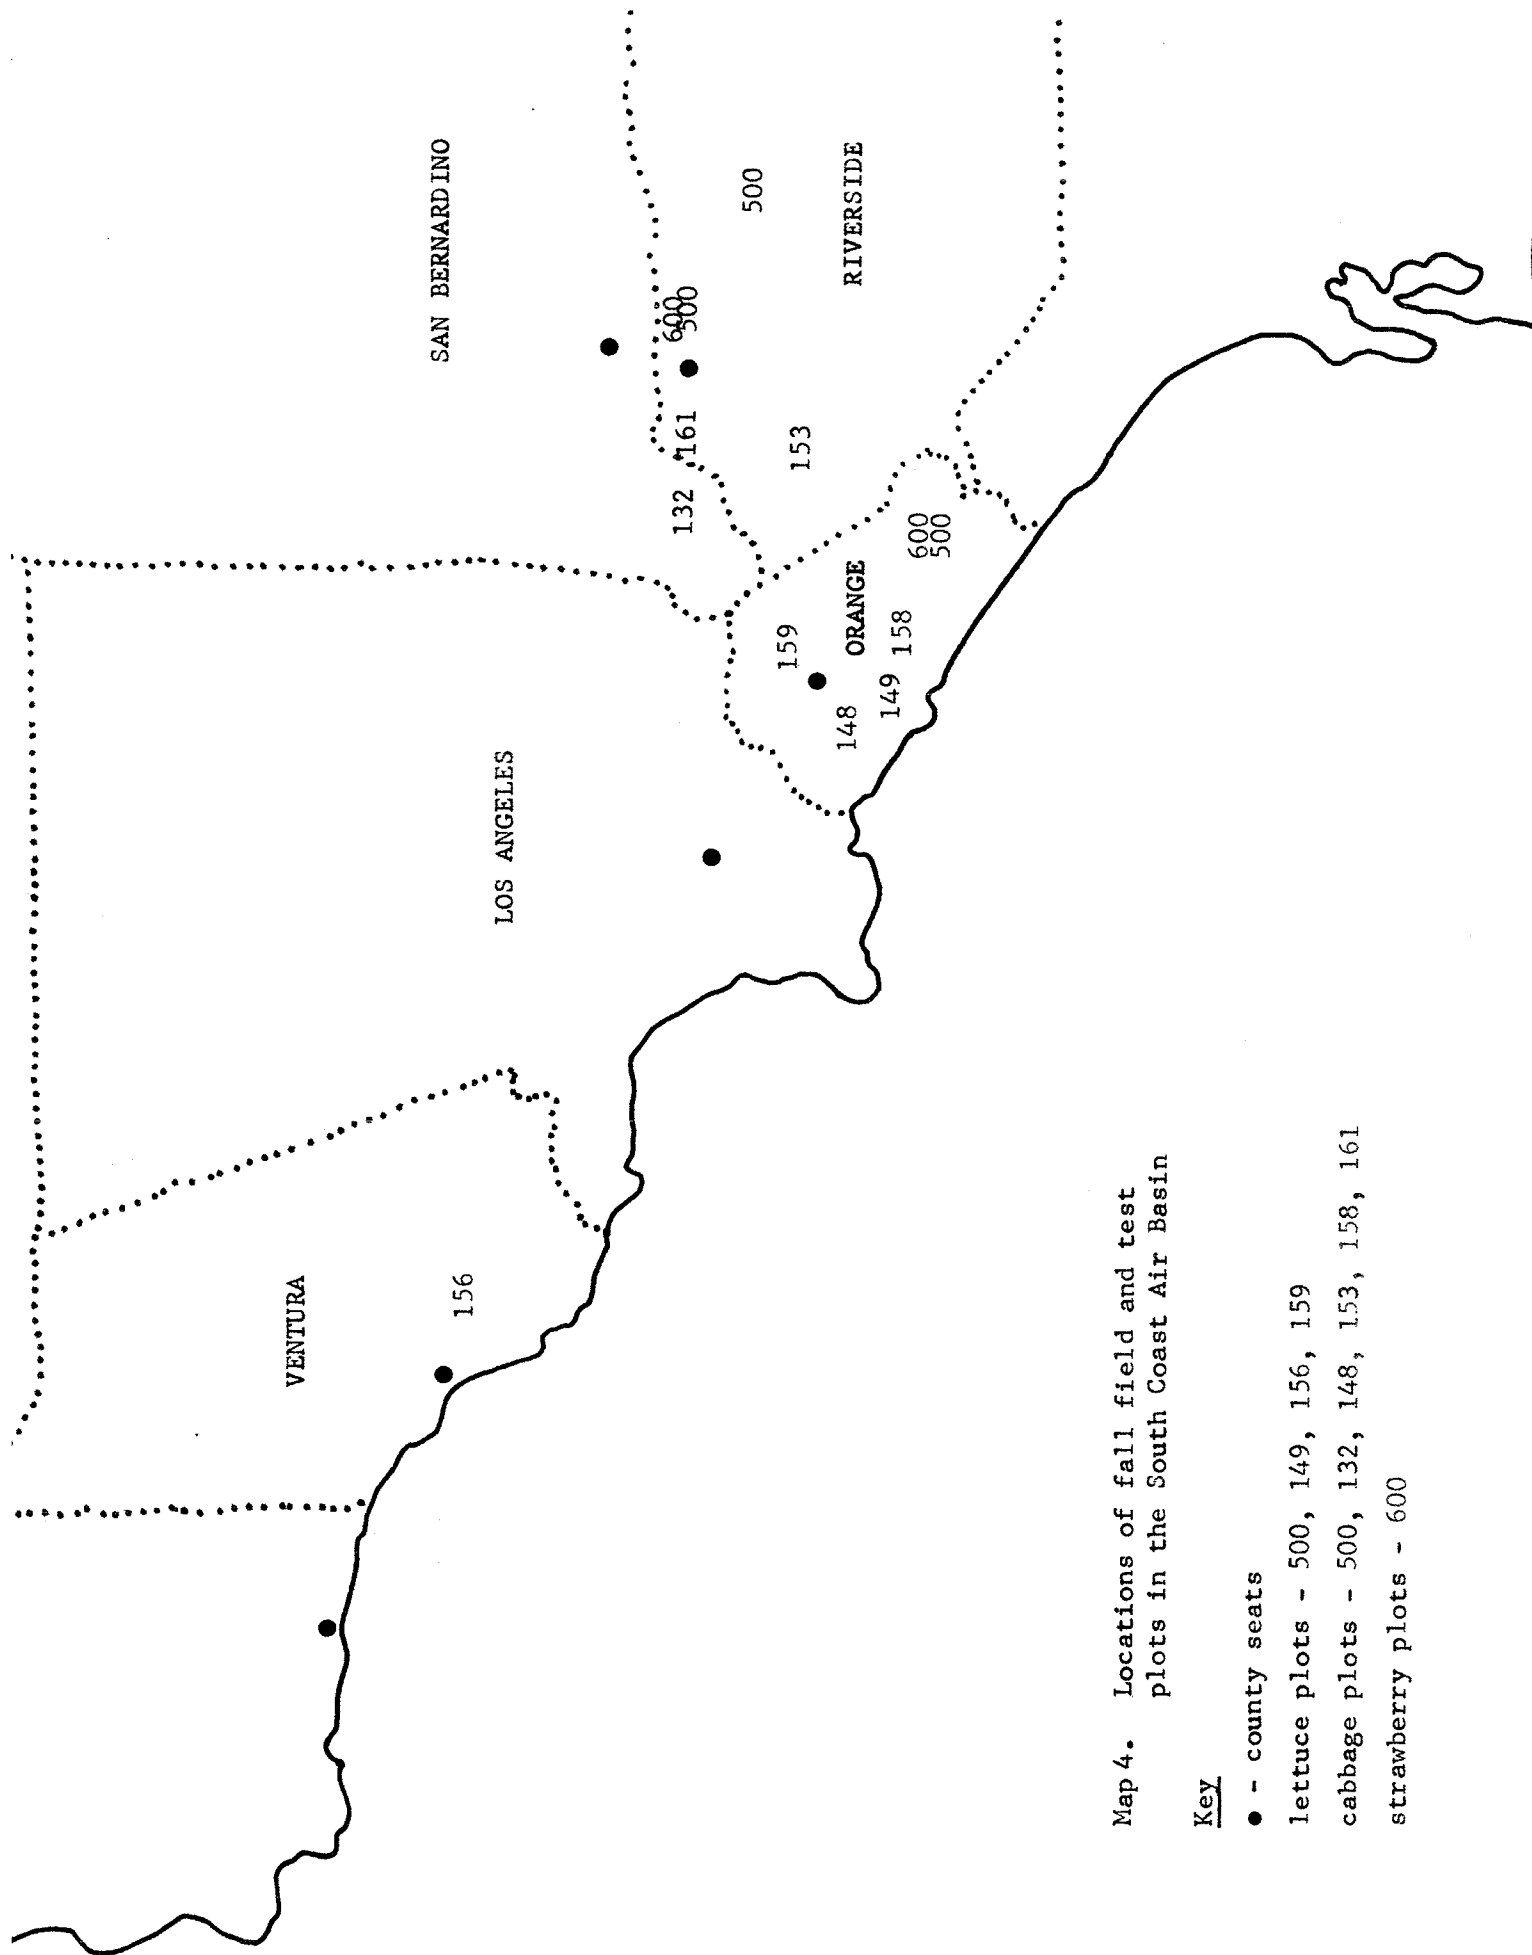 SAN BERNARDINO
VENTURA
LOS ANGELES
156
132
161
600
500
500
159
153
148
ORANGE
RIVERSIDE
149
158
600
500
Map 4. Locations of fall field and test
plots in the South Coast Air Basin
Key
● - county seats
lettuce plots - 500, 149, 156, 159
cabbage plots - 500, 132, 148, 153, 158, 161
strawberry plots - 600